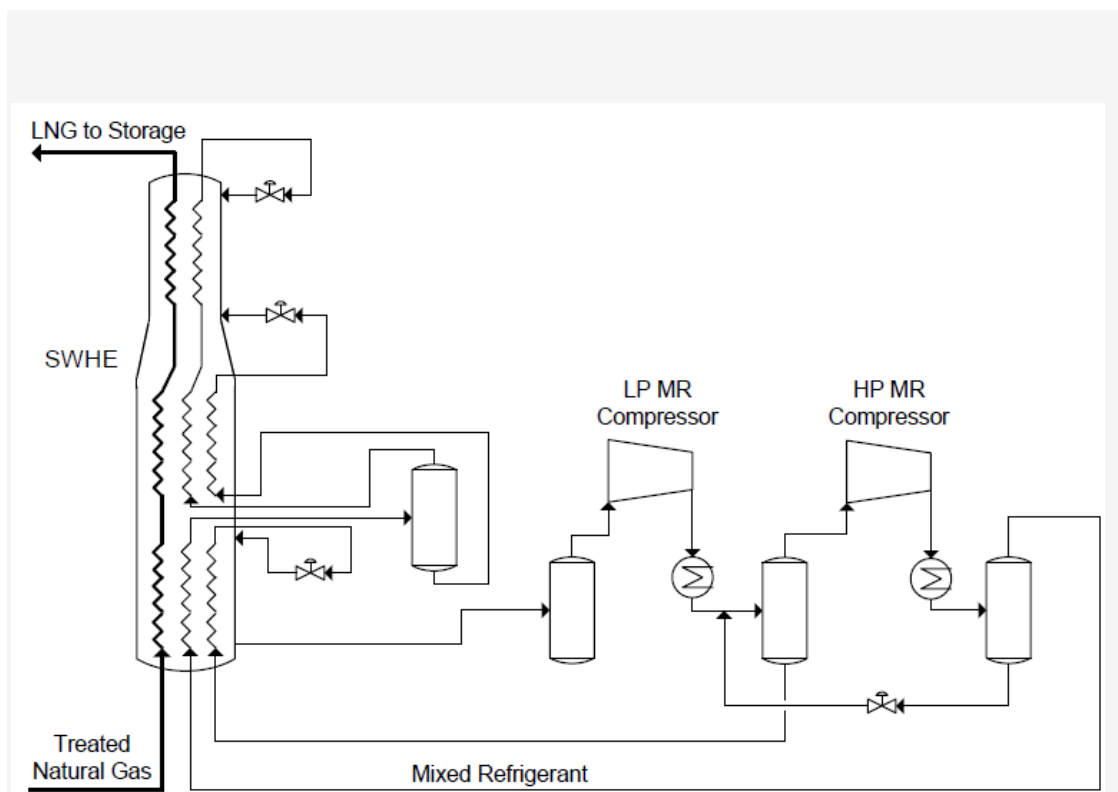 LNG to Storage
SWHE
LP MR
Compressor
HP MR
Compressor
Treated
Natural Gas
Mixed Refrigerant